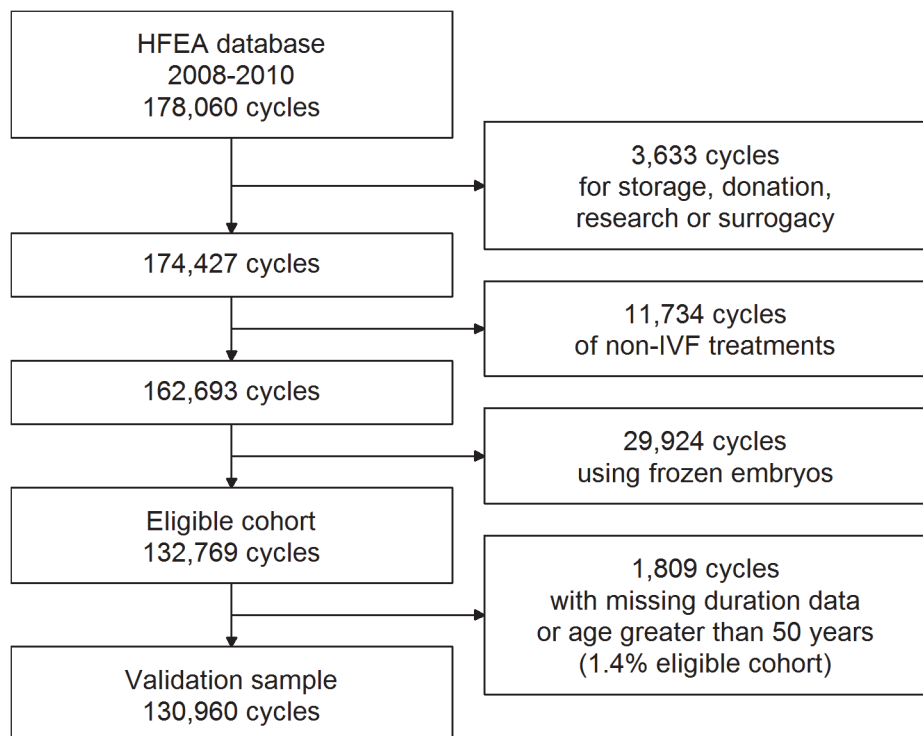 HFEA database
2008-2010
178,060 cycles
3,633 cycles
for storage, donation,
research or surrogacy
174,427 cycles
11,734 cycles
of non-IVF treatments
162,693 cycles
29,924 cycles
using frozen embryos
Eligible cohort
132,769 cycles
1,809 cycles
with missing duration data
or age greater than 50 years
(1.4% eligible cohort)
Validation sample
130,960 cycles